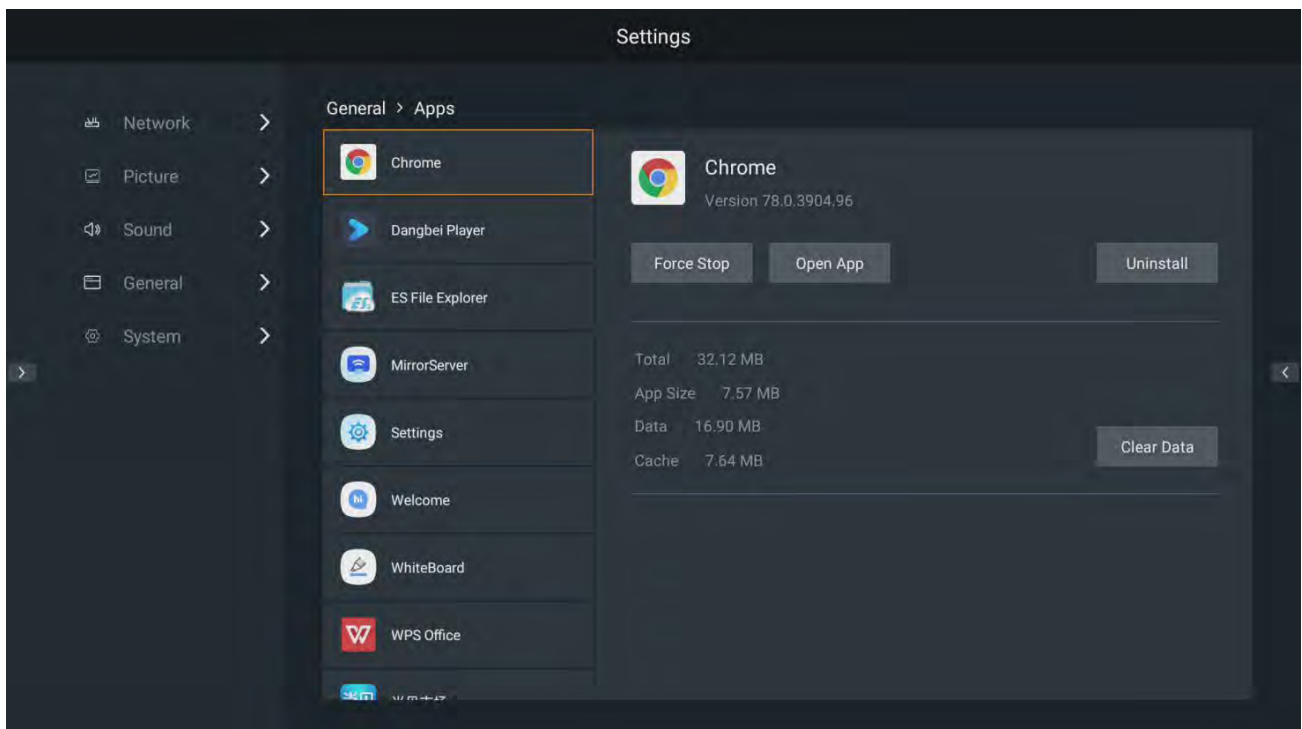 Settings
Network
Picture
Sound
General
System
General > Apps
Chrome
Dangbei Player
ES File Explorer
MirrorServer
Settings
Welcome
WhiteBoard
WPS Office
Chrome
Version 78.0.3904.96
Force Stop
Open App
Uninstall
Total 32.12 MB
App Size 7.57 MB
Data 16.90 MB
Cache 7.64 MB
Clear Data